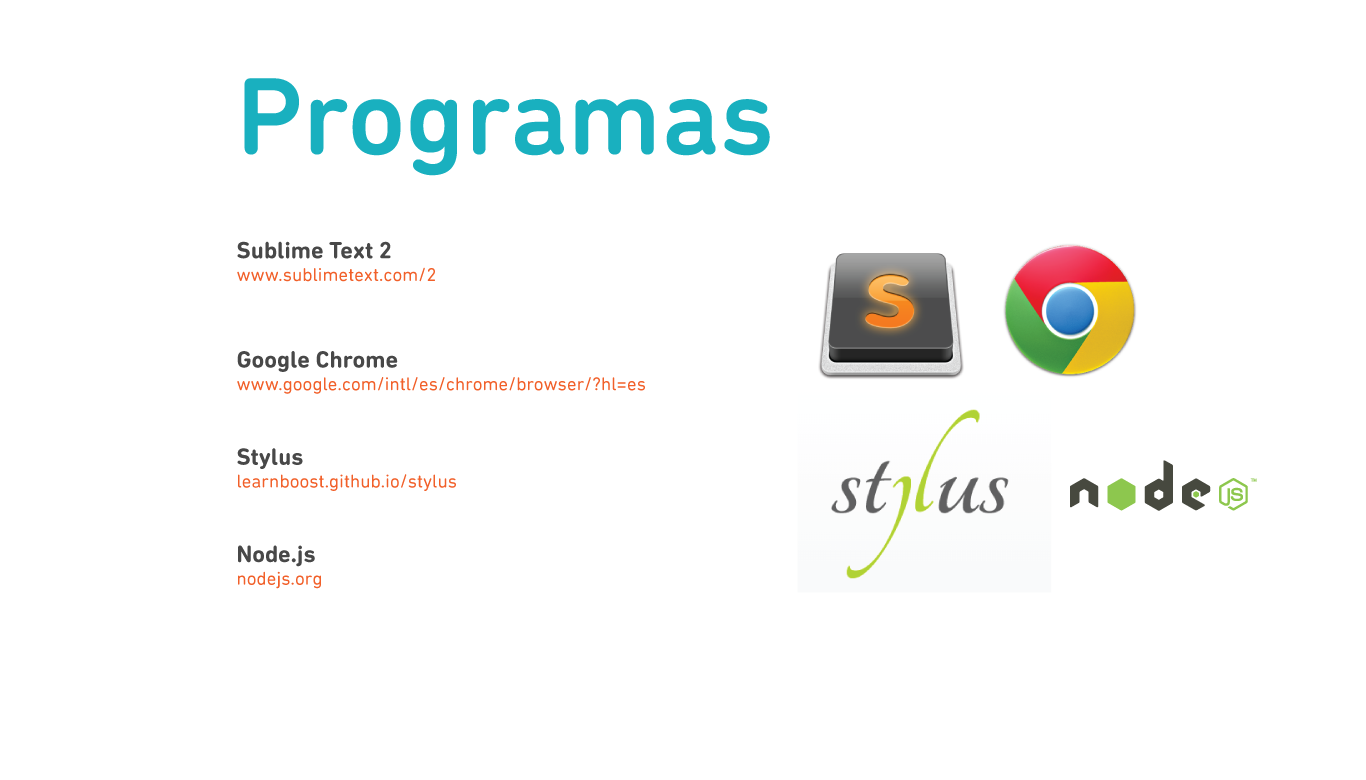 Programas
Sublime Text 2
www.sublimetext.com/2
Google Chrome
www.google.com/intl/es/chrome/browser/?hl=es
Stylus
learnboost.github.io/stylus
Node.js
nodejs.org
S
stylus
node JS™